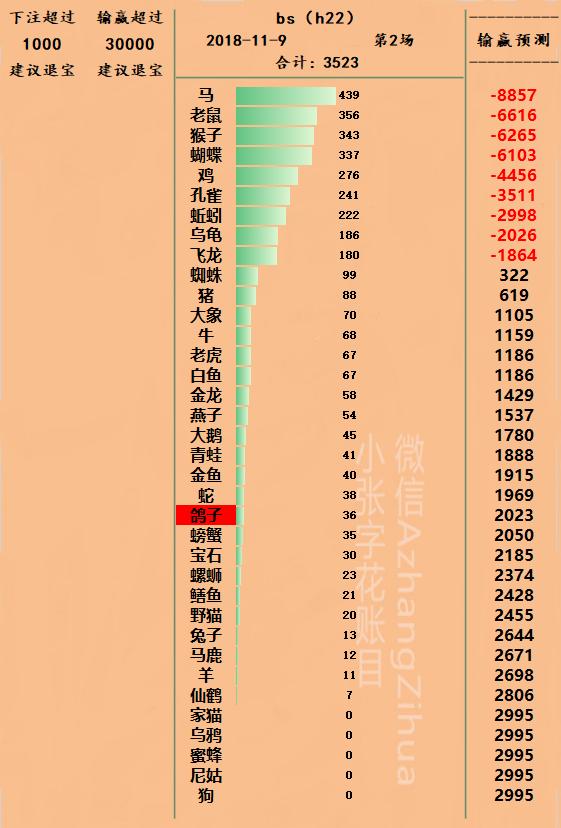 下注超过 输赢超过
1000 30000
建议退宝 建议退宝
bs（h22）
2018-11-9 第2场
合计：3523
输赢预测
马 439 -8857
老鼠 356 -6616
猴子 343 -6265
蝴蝶 337 -6103
鸡 276 -4456
孔雀 241 -3511
蚯蚓 222 -2998
乌龟 186 -2026
飞龙 180 -1864
蜘蛛 99 322
猪 88 619
大象 70 1105
牛 68 1159
老虎 67 1186
白鱼 67 1186
金龙 58 1429
燕子 54 1537
大鹅 45 1780
青蛙 41 1888
金鱼 40 1915
蛇 38 1969
鸽子 36 2023
螃蟹 35 2050
宝石 30 2185
螺蛳 23 2374
鳝鱼 21 2428
野猫 20 2455
兔子 13 2644
马鹿 12 2671
羊 11 2698
仙鹤 7 2806
家猫 0 2995
乌鸦 0 2995
蜜蜂 0 2995
尼姑 0 2995
狗 0 2995
微信AzhangZihua
小张字花账目